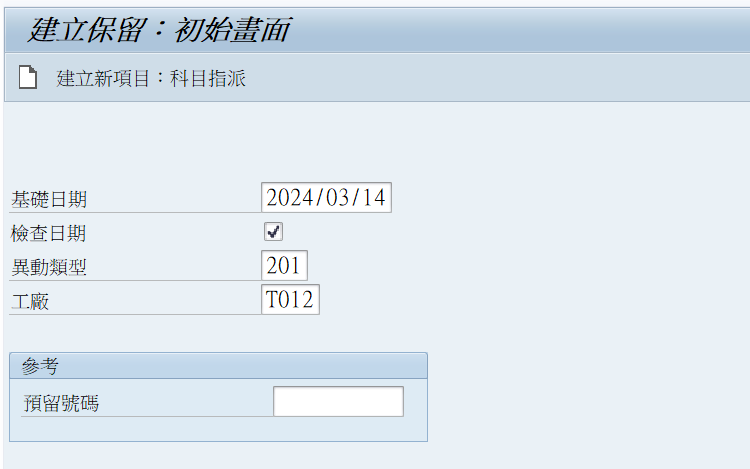 建立保留：初始畫面
建立新項目：科目指派
基礎日期 2024/03/14
檢查日期
異動類型 201
工廠 T012
參考
預留號碼